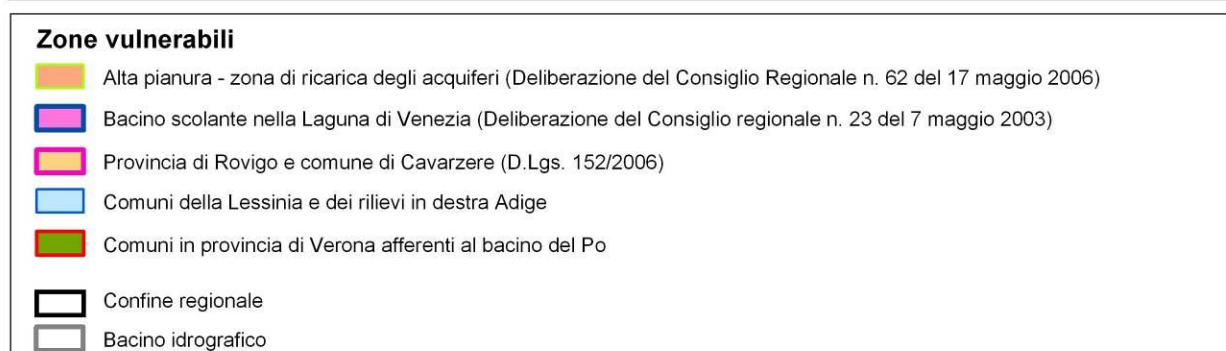 Zone vulnerabili
Alta pianura - zona di ricarica degli acquiferi (Deliberazione del Consiglio Regionale n. 62 del 17 maggio 2006)
Bacino scolante nella Laguna di Venezia (Deliberazione del Consiglio regionale n. 23 del 7 maggio 2003)
Provincia di Rovigo e comune di Cavarzere (D.Lgs. 152/2006)
Comuni della Lessinia e dei rilievi in destra Adige
Comuni in provincia di Verona afferenti al bacino del Po
Confine regionale
Bacino idrografico